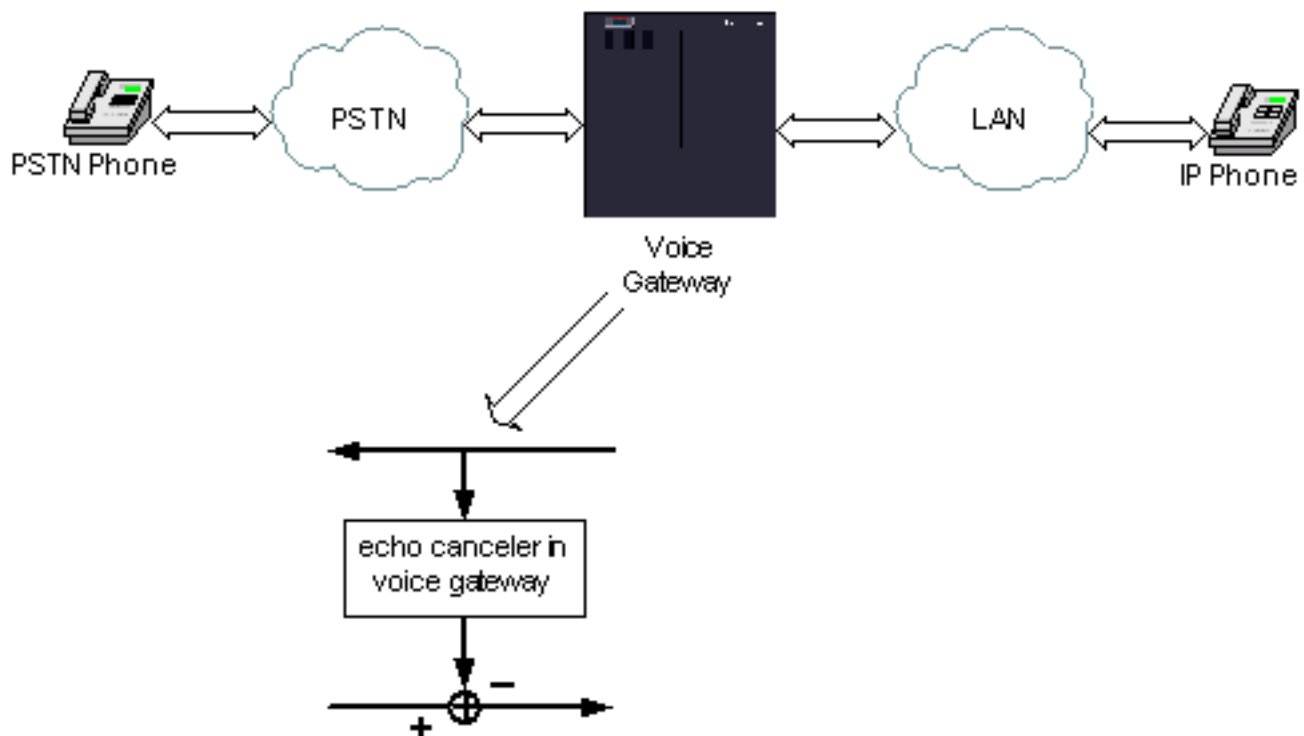 PSTN
LAN
PSTN Phone
IP Phone
Voice
Gateway
echo canceler in
voice gateway
−
+